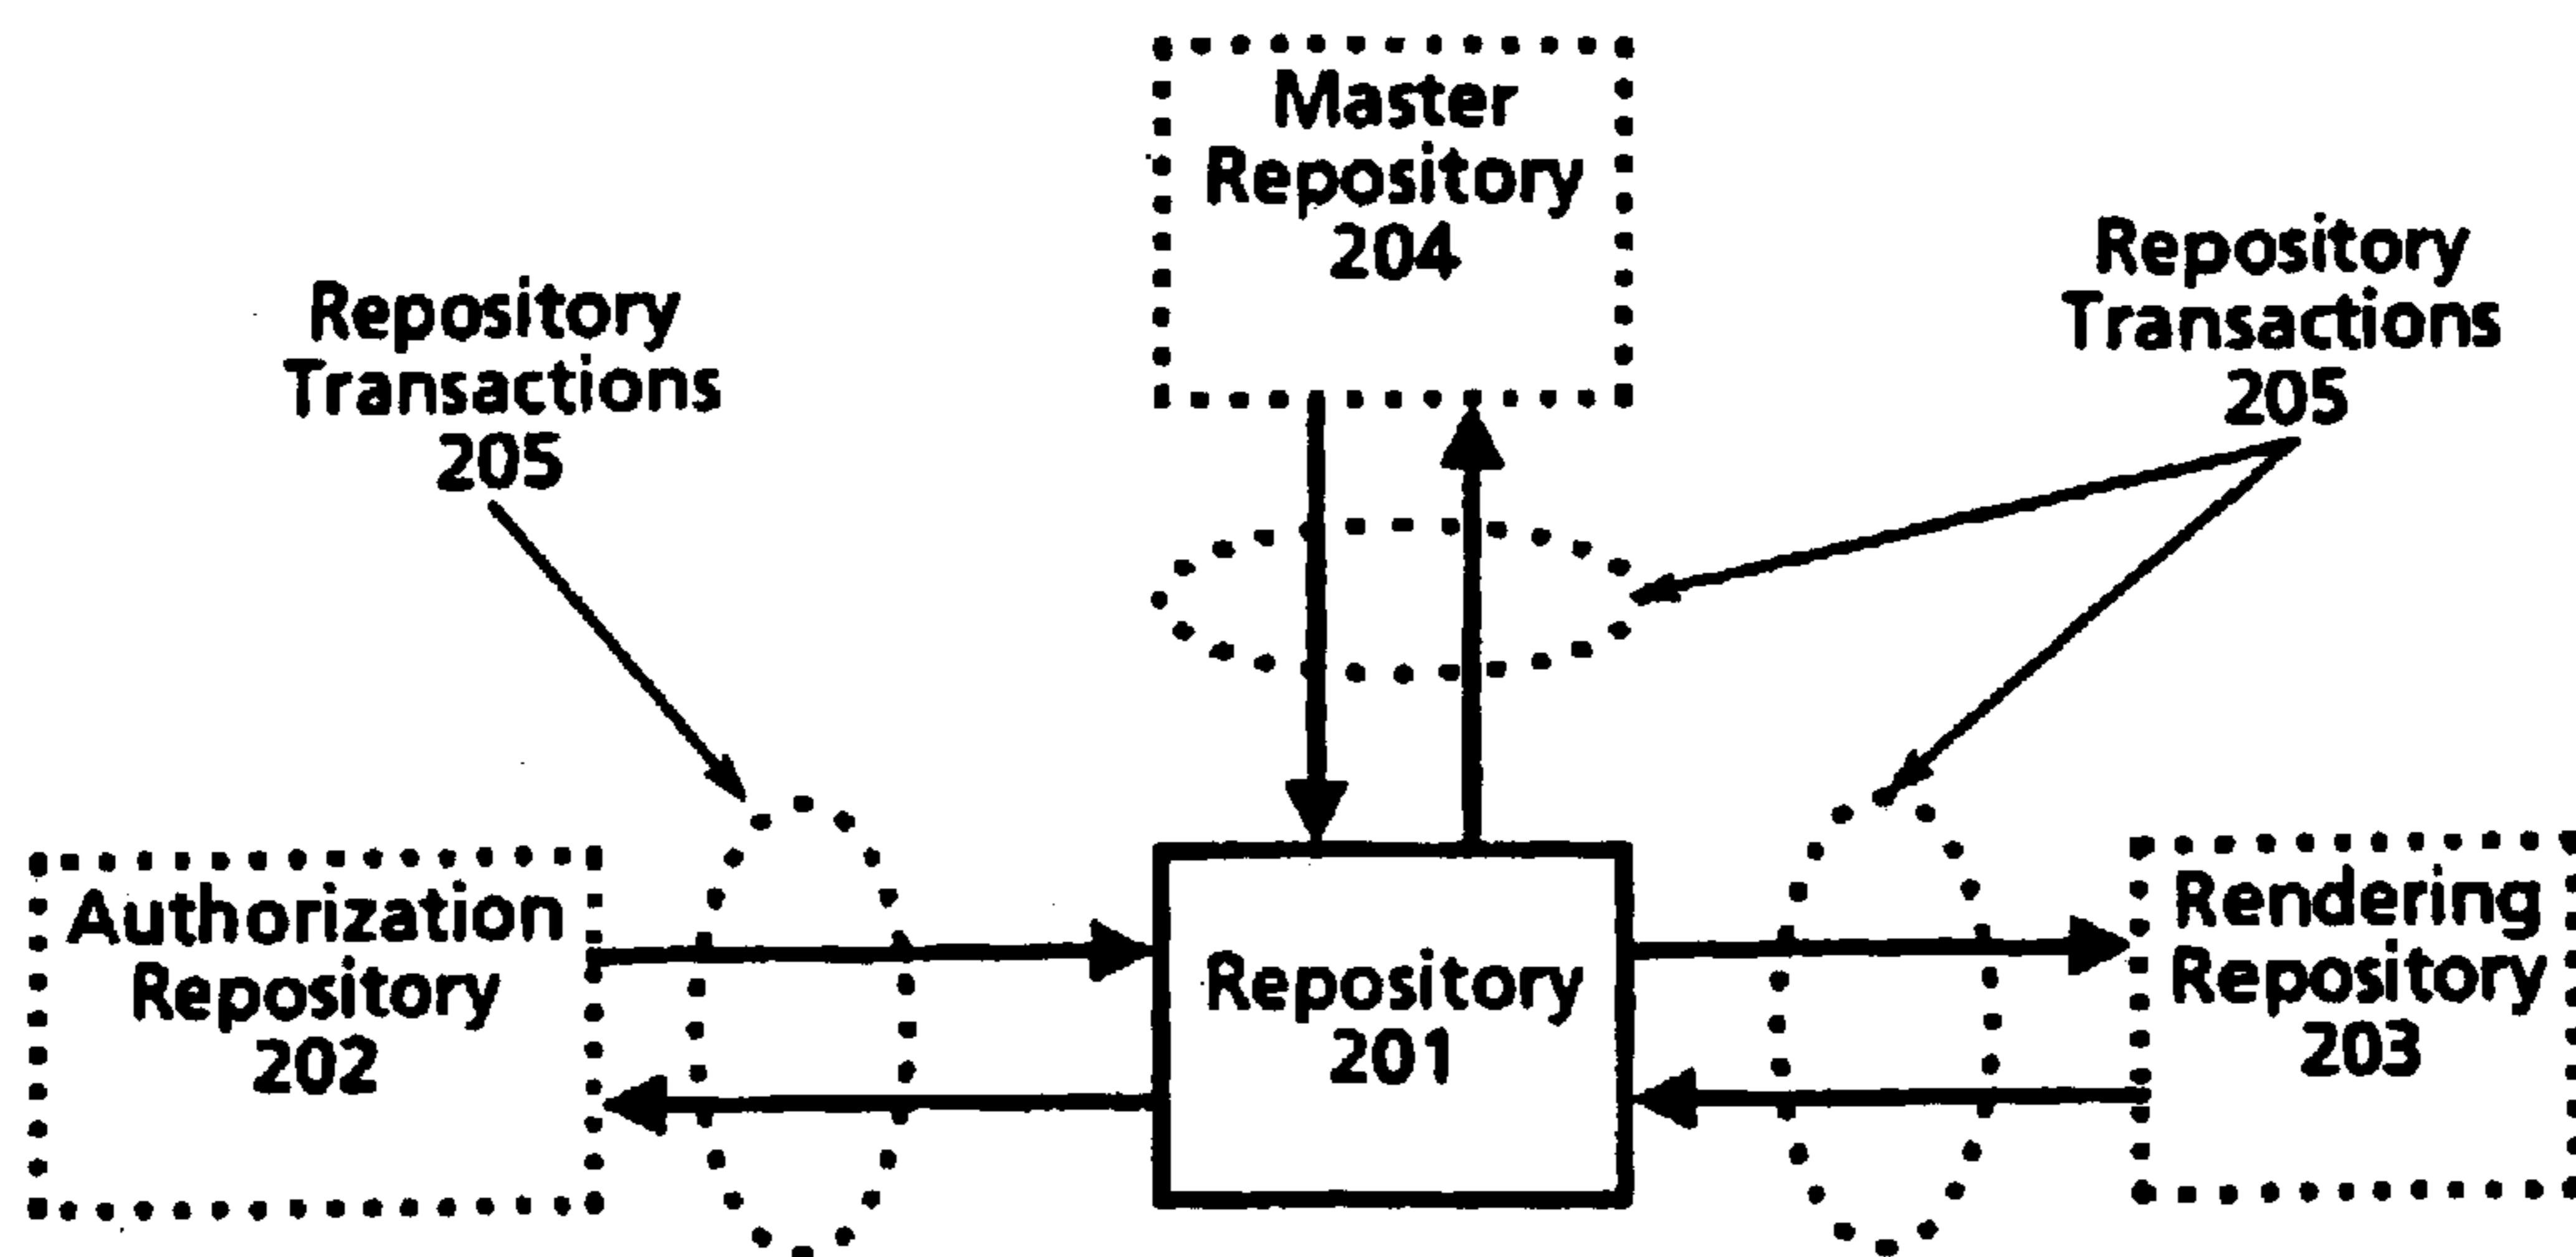 Master
Repository
204
Repository
Transactions
205
Repository
Transactions
205
Authorization
Repository
202
Repository
201
Rendering
Repository
203